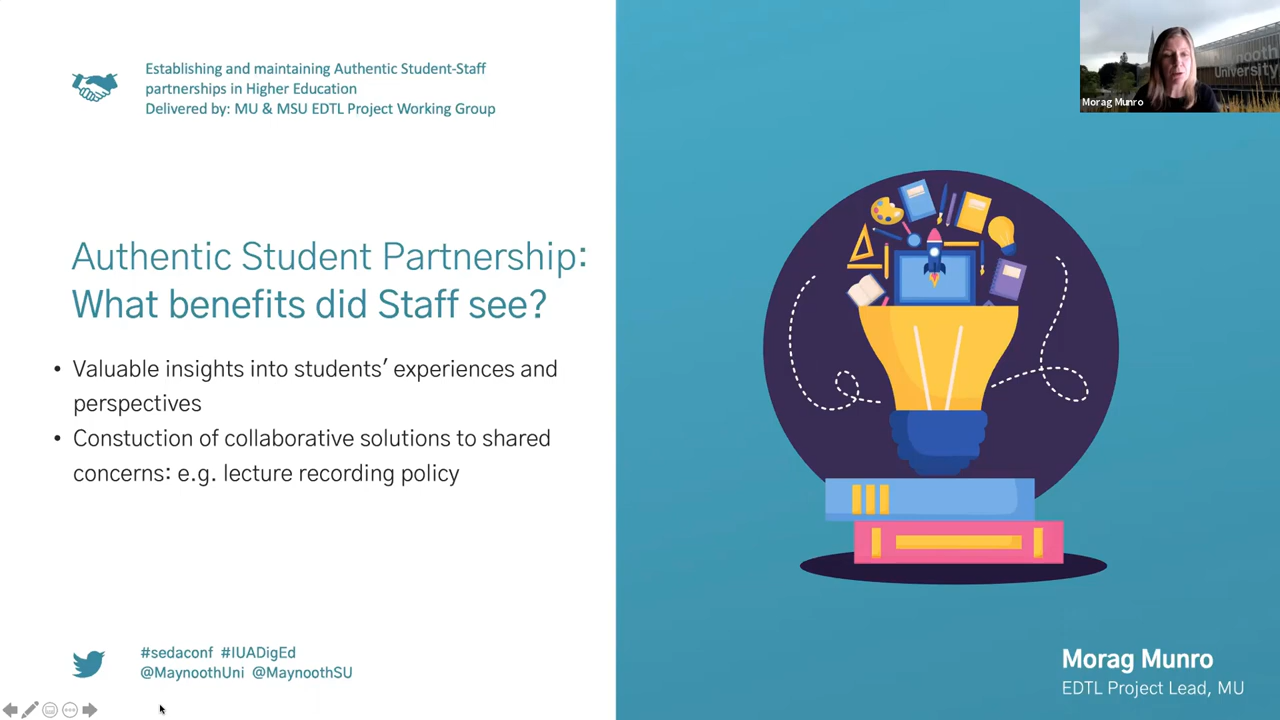 Establishing and maintaining Authentic Student-Staff
partnerships in Higher Education
Delivered by: MU & MSU EDTL Project Working Group
Morag Munro
University
Authentic Student Partnership:
What benefits did Staff see?
• Valuable insights into students’ experiences and
perspectives
• Constuction of collaborative solutions to shared
concerns: e.g. lecture recording policy
#sedaconf #IUADigEd
@MaynoothUni @MaynoothSU
Morag Munro
EDTL Project Lead, MU